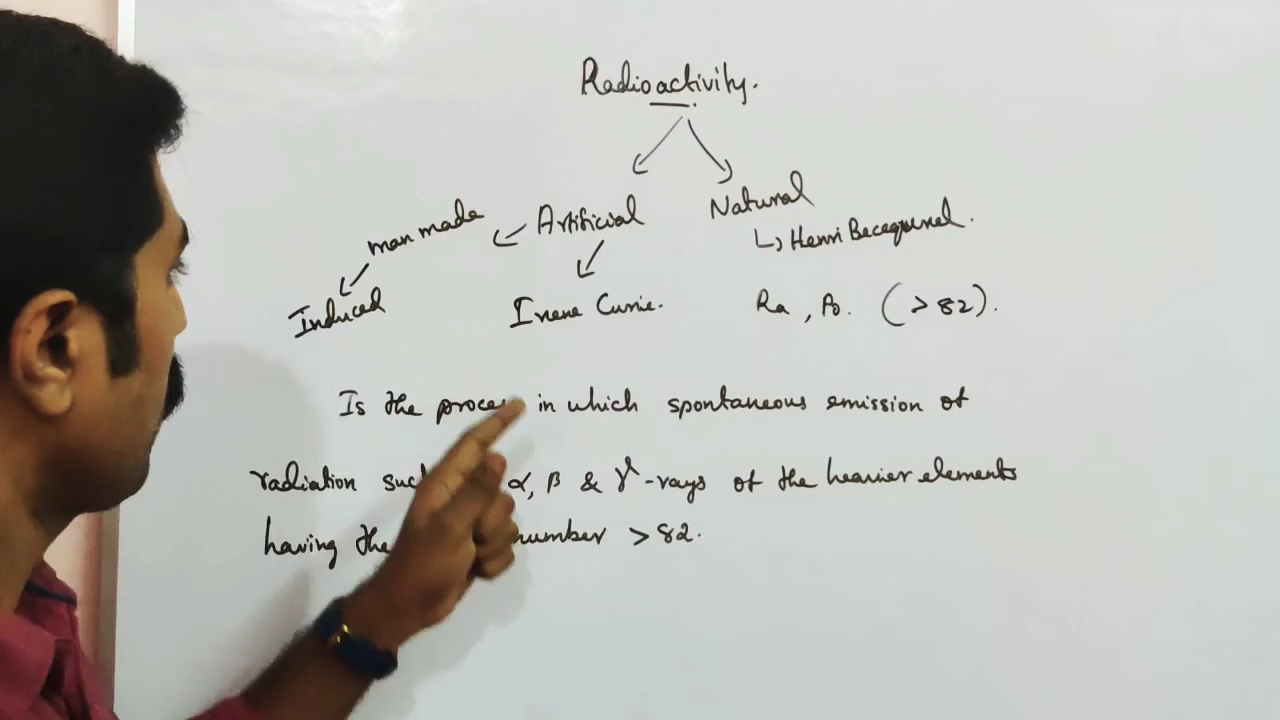 Radioactivity.
man made Artificial Natural
Henri Becequerel.
Induced Irene Curie. Ra, Po. (>82).
Is the process in which spontaneous emission of
radiation such α, β & γ-rays of the heavier elements
having the number >82.